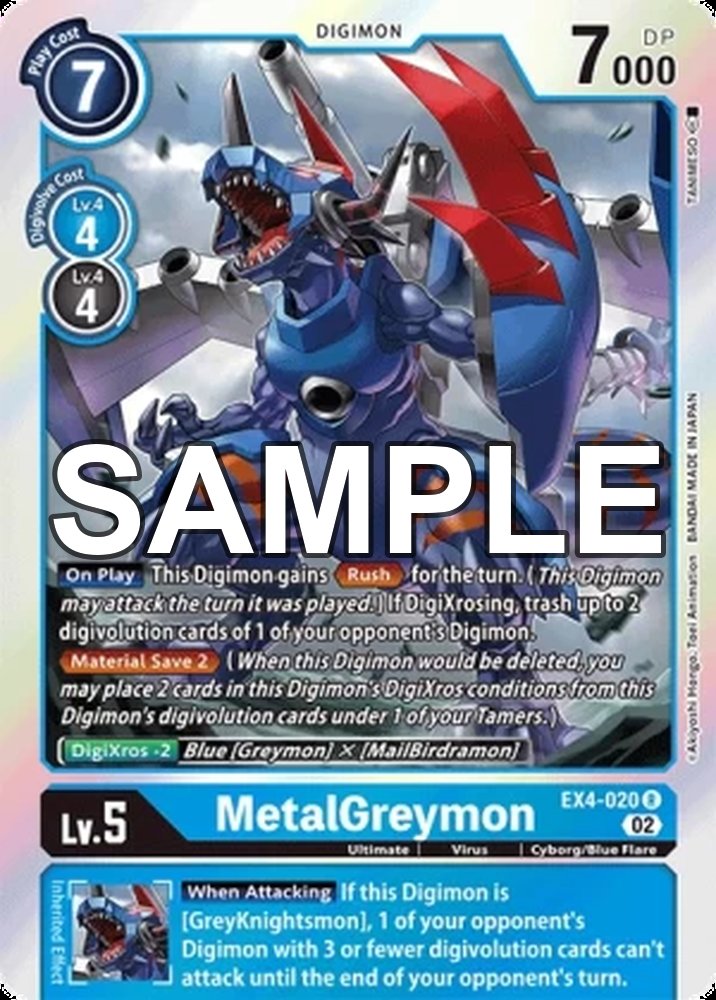 DIGIMON
Play Cost
7
DP
7000
Digivolve Cost
Lv.4
4
Lv.4
4
TANIMESO
SAMPLE
BANDAI MADE IN JAPAN
©Akiyoshi Hongo, Toei Animation
On Play This Digimon gains Rush for the turn. (This Digimon
may attack the turn it was played.) If DigiXrosing, trash up to 2
digivolution cards of 1 of your opponent's Digimon.
Material Save 2 (When this Digimon would be deleted, you
may place 2 cards in this Digimon's DigiXros conditions from this
Digimon's digivolution cards under 1 of your Tamers.)
DigiXros -2 Blue [Greymon] × [MailBirdramon]
Lv.5
MetalGreymon
EX4-020 R
02
Ultimate | Virus | Cyborg/Blue Flare
Inherited Effect
When Attacking If this Digimon is
[GreyKnightsmon], 1 of your opponent's
Digimon with 3 or fewer digivolution cards can't
attack until the end of your opponent's turn.